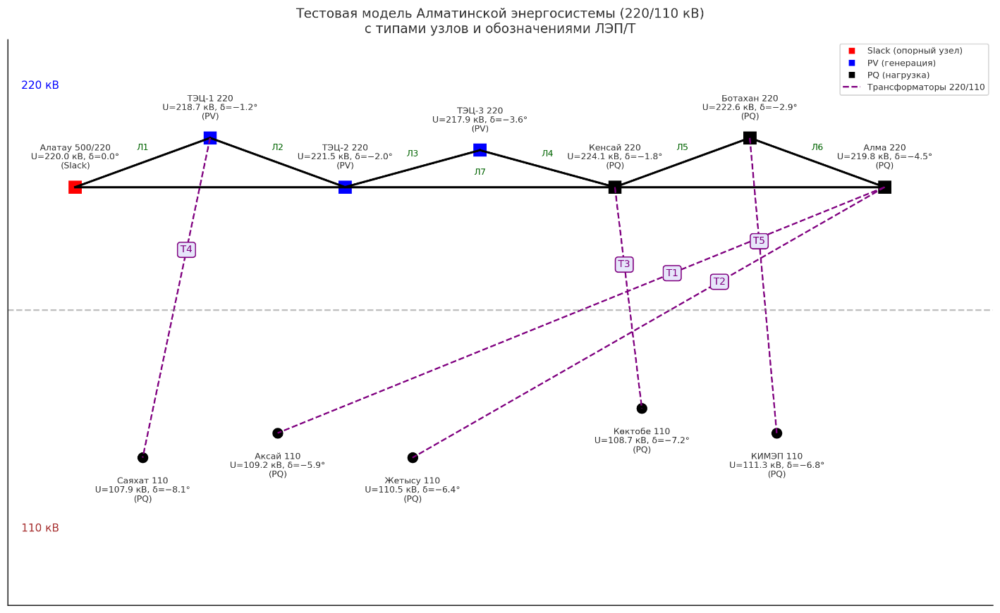 Тестовая модель Алматинской энергосистемы (220/110 кВ)
с типами узлов и обозначениями ЛЭП/Т
Slack (опорный узел)
PV (генерация)
PQ (нагрузка)
Трансформаторы 220/110
220 кВ
ТЭЦ-1 220
U=218.7 кВ, δ=−1.2°
(PV)
Ботахан 220
U=222.6 кВ, δ=−2.9°
(PQ)
ТЭЦ-3 220
U=217.9 кВ, δ=−3.6°
(PV)
Алатау 500/220
U=220.0 кВ, δ=0.0°
(Slack)
Л1
Л2
ТЭЦ-2 220
U=221.5 кВ, δ=−2.0°
(PV)
Л3
Л7
Л4
Кенсай 220
U=224.1 кВ, δ=−1.8°
(PQ)
Л5
Л6
Алма 220
U=219.8 кВ, δ=−4.5°
(PQ)
Т4
Т3
Т1
Т2
Т5
Саяхат 110
U=107.9 кВ, δ=−8.1°
(PQ)
Аксай 110
U=109.2 кВ, δ=−5.9°
(PQ)
Жетысу 110
U=110.5 кВ, δ=−6.4°
(PQ)
Көктобе 110
U=108.7 кВ, δ=−7.2°
(PQ)
КИМЭП 110
U=111.3 кВ, δ=−6.8°
(PQ)
110 кВ